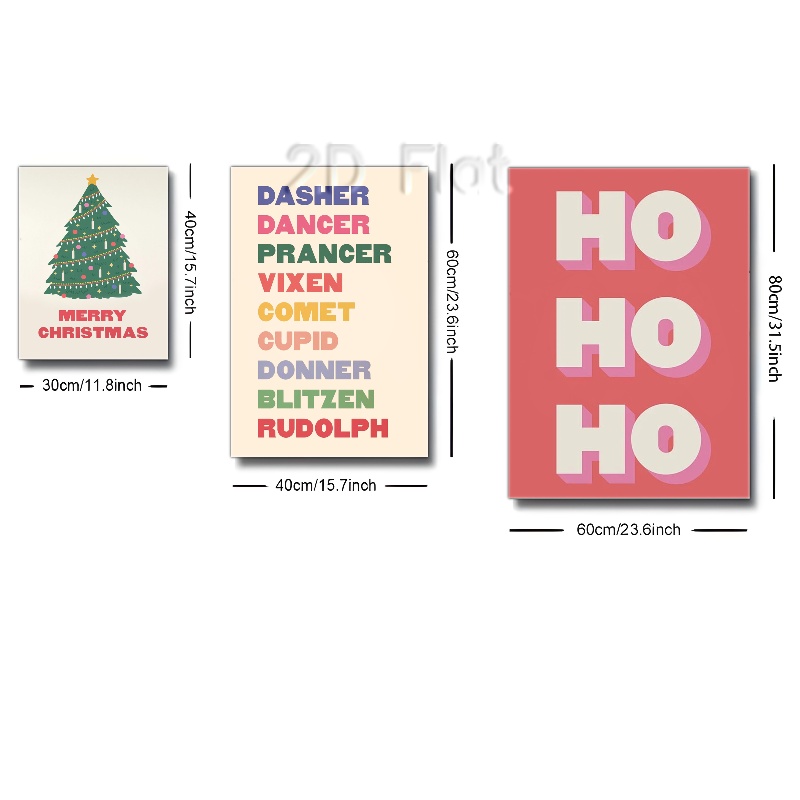 2D Flat
MERRY
CHRISTMAS
40cm/15.7inch
30cm/11.8inch
DASHER
DANCER
PRANCER
VIXEN
COMET
CUPID
DONNER
BLITZEN
RUDOLPH
60cm/23.6inch
40cm/15.7inch
HO
HO
HO
80cm/31.5inch
60cm/23.6inch